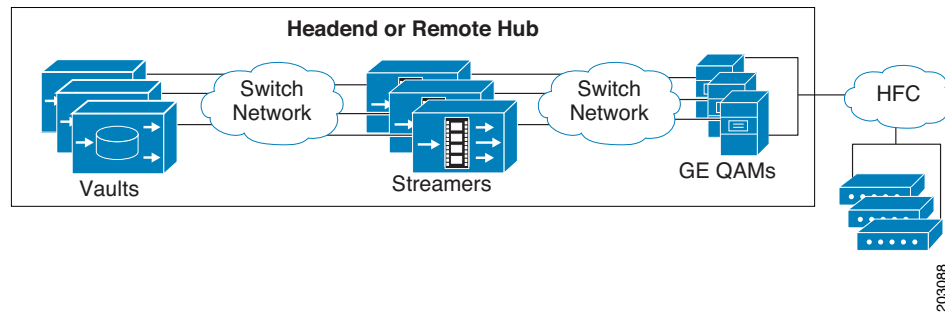 Headend or Remote Hub
Switch
Network
Switch
Network
HFC
Vaults
Streamers
GE QAMs
203088